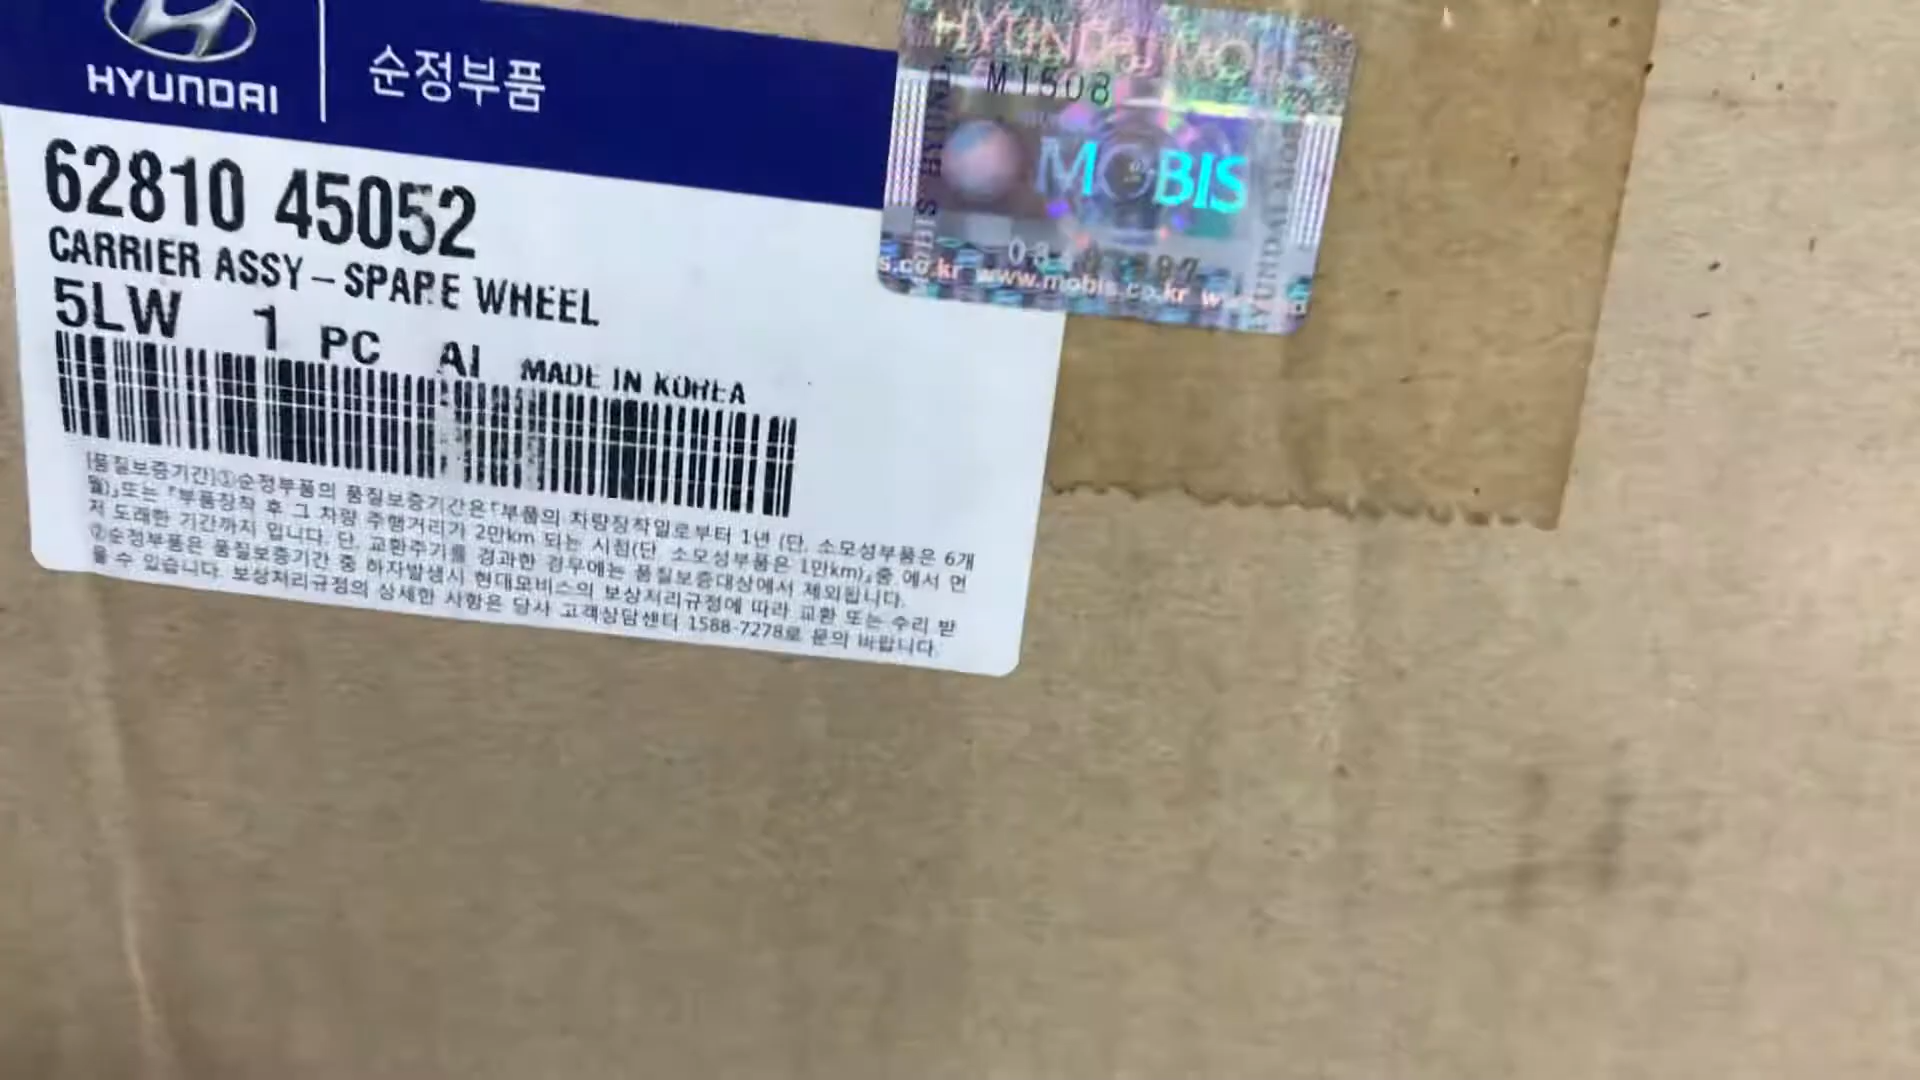 HYUNDAI
순정부품
62810 45052
CARRIER ASSY-SPARE WHEEL
5LW 1 PC AI MADE IN KOREA
[품질보증기간]①순정부품의 품질보증기간은「부품의 차량장착일로부터 1년 (단, 소모성부품은 6개
월)」또는 「부품장착 후 그 차량 주행거리가 2만km 되는 시점(단, 소모성부품은 1만km)」중 에서 먼
저 도래한 기간까지 입니다. 단, 교환주기를 경과한 경우에는 품질보증대상에서 제외됩니다.
②순정부품은 품질보증기간 중 하자발생시 현대모비스의 보상처리규정에 따라 교환 또는 수리 받
을 수 있습니다. 보상처리규정의 상세한 사항은 당사 고객상담센터 1588-7278로 문의 바랍니다.
HYUNDAI MOBIS
M1508
MOBIS
s.co.kr www.mobis.co.kr